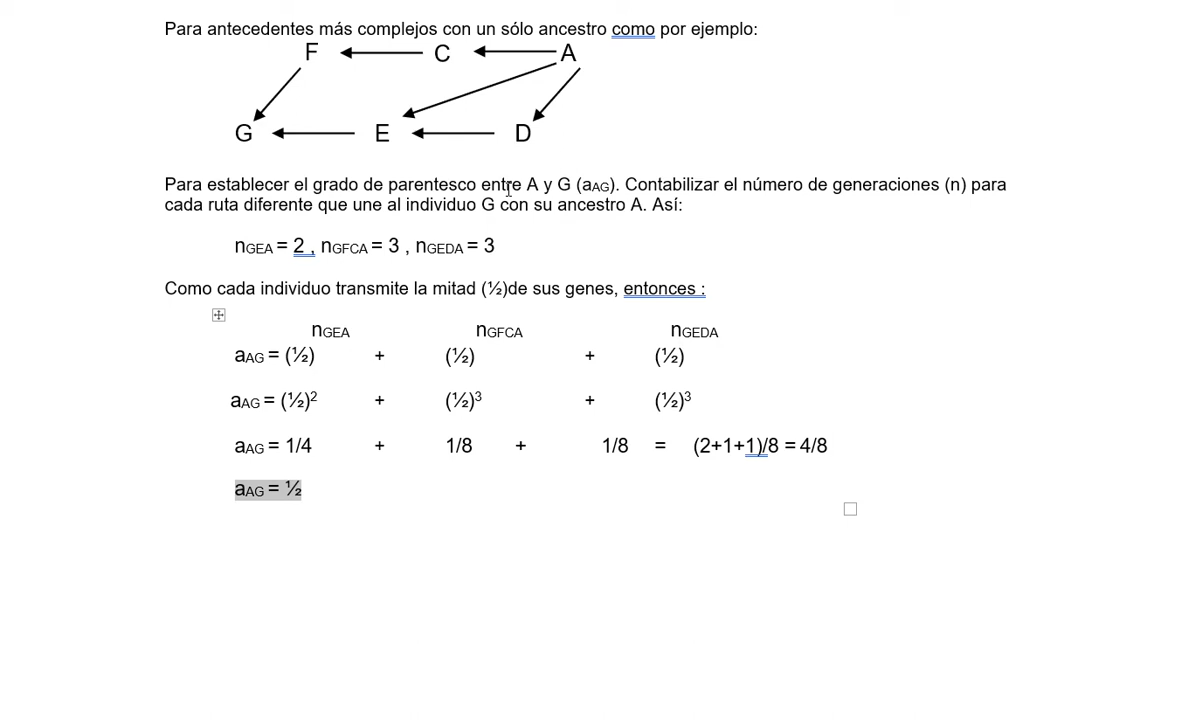 Para antecedentes más complejos con un sólo ancestro como por ejemplo:
F C A
G E D
Para establecer el grado de parentesco entre A y G (aAG). Contabilizar el número de generaciones (n) para
cada ruta diferente que une al individuo G con su ancestro A. Así:
nGEA = 2 , nGFCA = 3 , nGEDA = 3
Como cada individuo transmite la mitad (½)de sus genes, entonces :
nGEA nGFCA nGEDA
aAG = (½) + (½) + (½)
aAG = (½)² + (½)³ + (½)³
aAG = 1/4 + 1/8 + 1/8 = (2+1+1)/8 = 4/8
aAG = ½